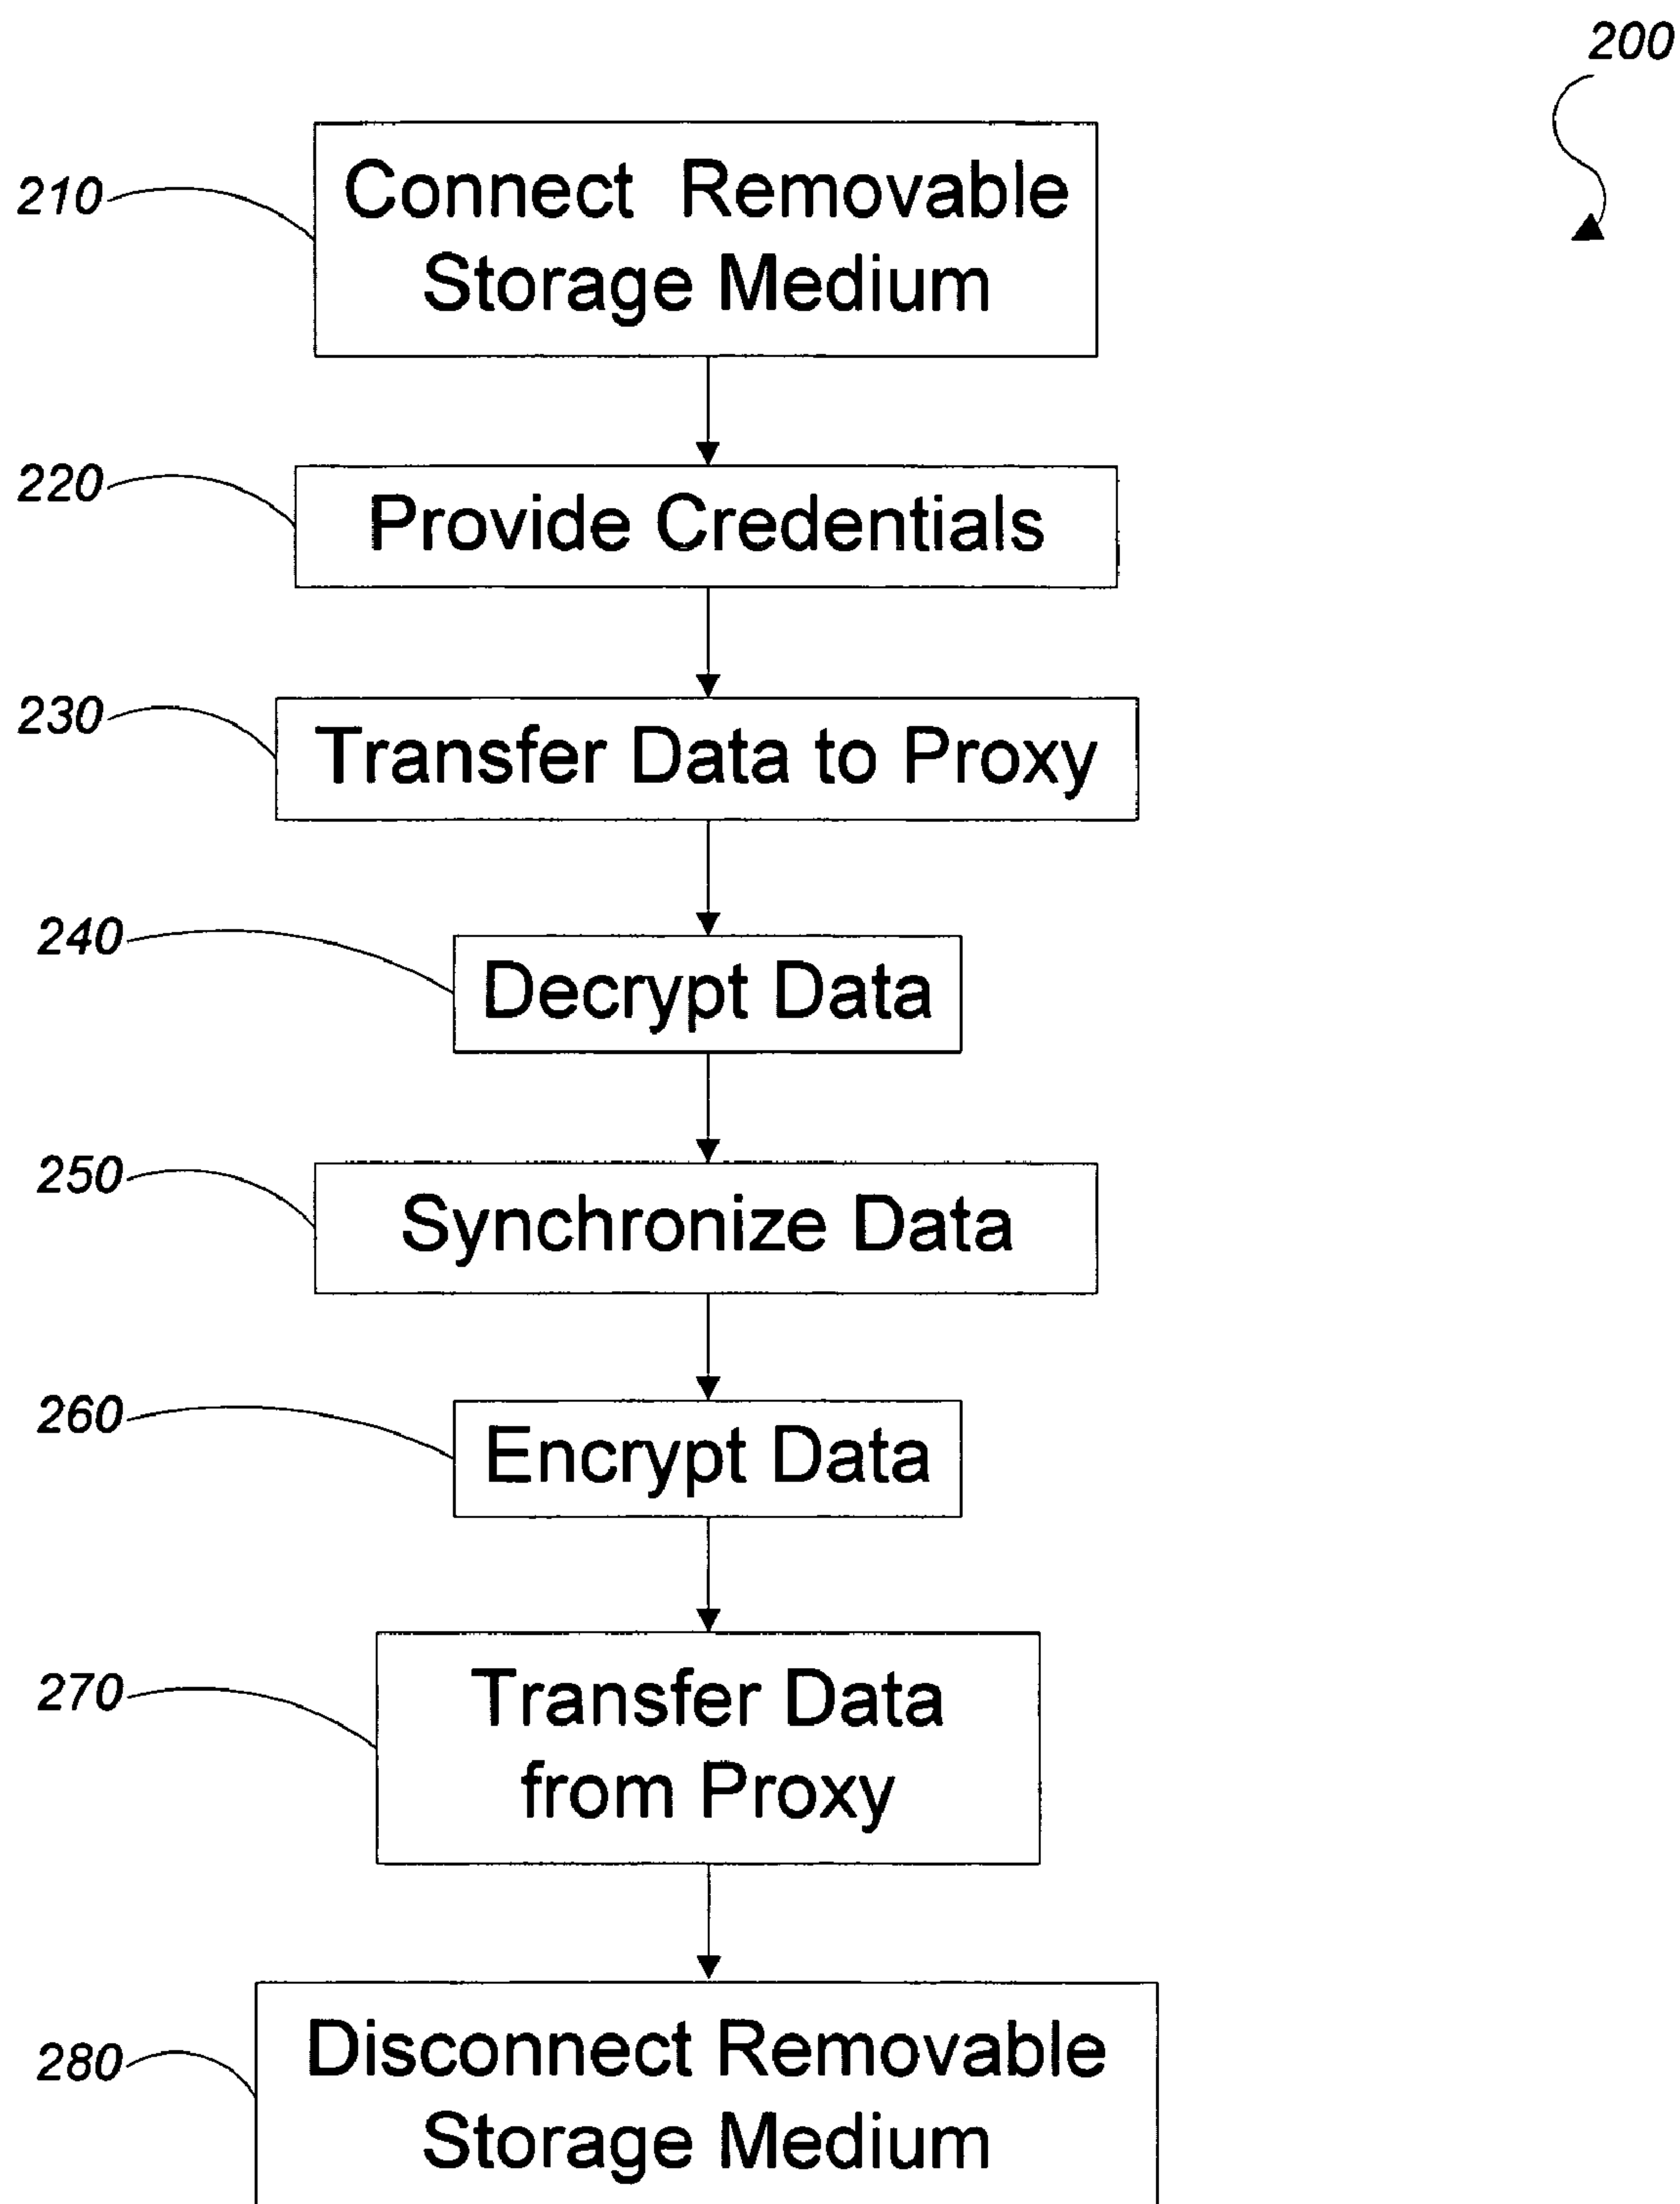 200
210
Connect Removable
Storage Medium
220
Provide Credentials
230
Transfer Data to Proxy
240
Decrypt Data
250
Synchronize Data
260
Encrypt Data
270
Transfer Data
from Proxy
280
Disconnect Removable
Storage Medium